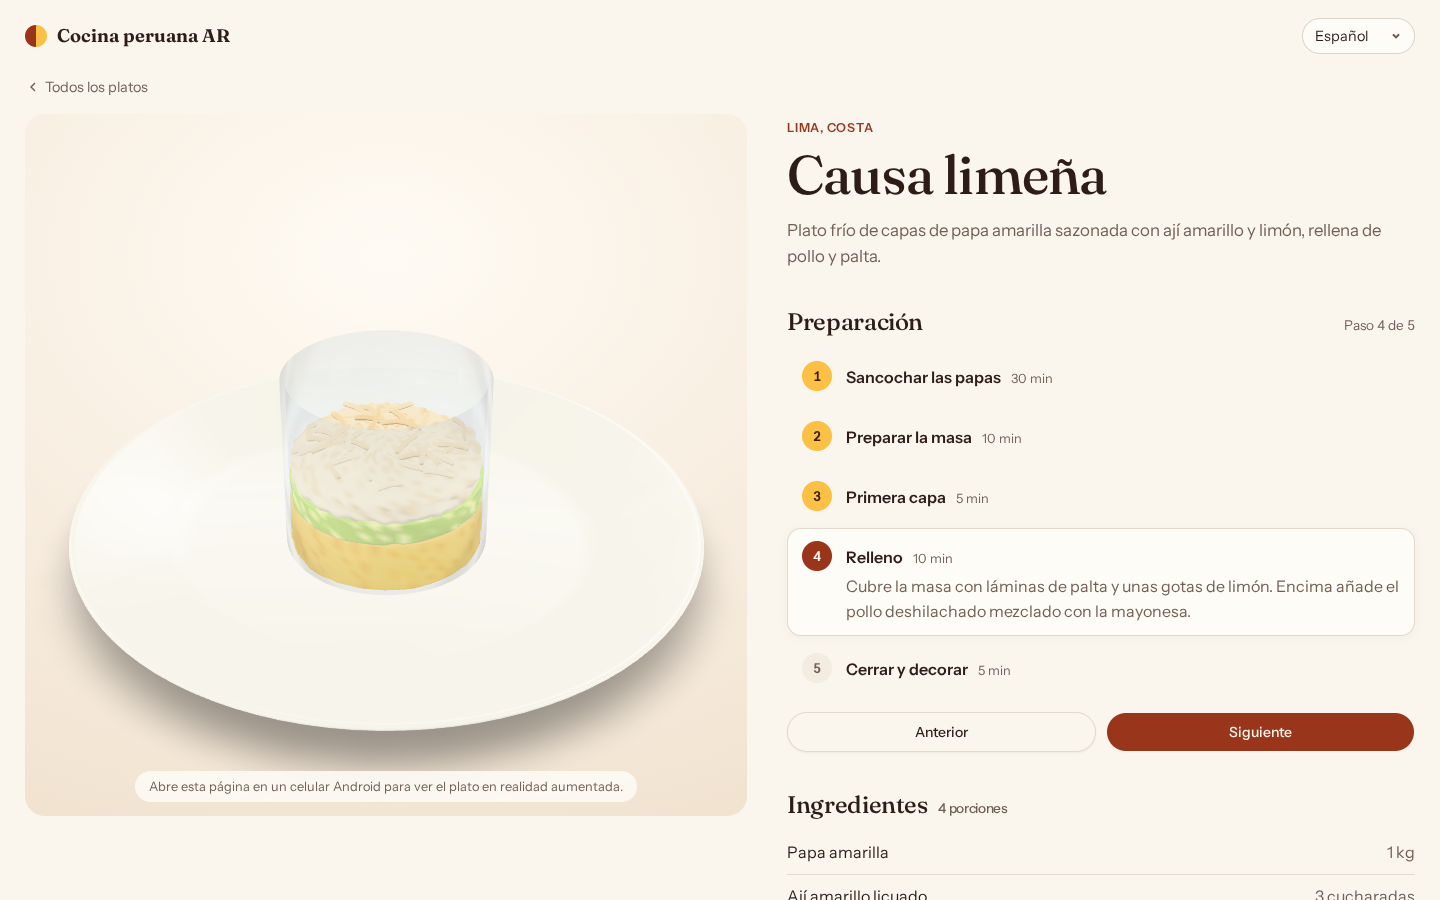 Cocina peruana AR
Español
Todos los platos
LIMA, COSTA
Causa limeña
Plato frío de capas de papa amarilla sazonada con ají amarillo y limón, rellena de
pollo y palta.
Preparación
Paso 4 de 5
1 Sancochar las papas 30 min
2 Preparar la masa 10 min
3 Primera capa 5 min
4 Relleno 10 min
Cubre la masa con láminas de palta y unas gotas de limón. Encima añade el
pollo deshilachado mezclado con la mayonesa.
5 Cerrar y decorar 5 min
Anterior
Siguiente
Abre esta página en un celular Android para ver el plato en realidad aumentada.
Ingredientes 4 porciones
Papa amarilla 1 kg
Ají amarillo licuado 3 cucharadas